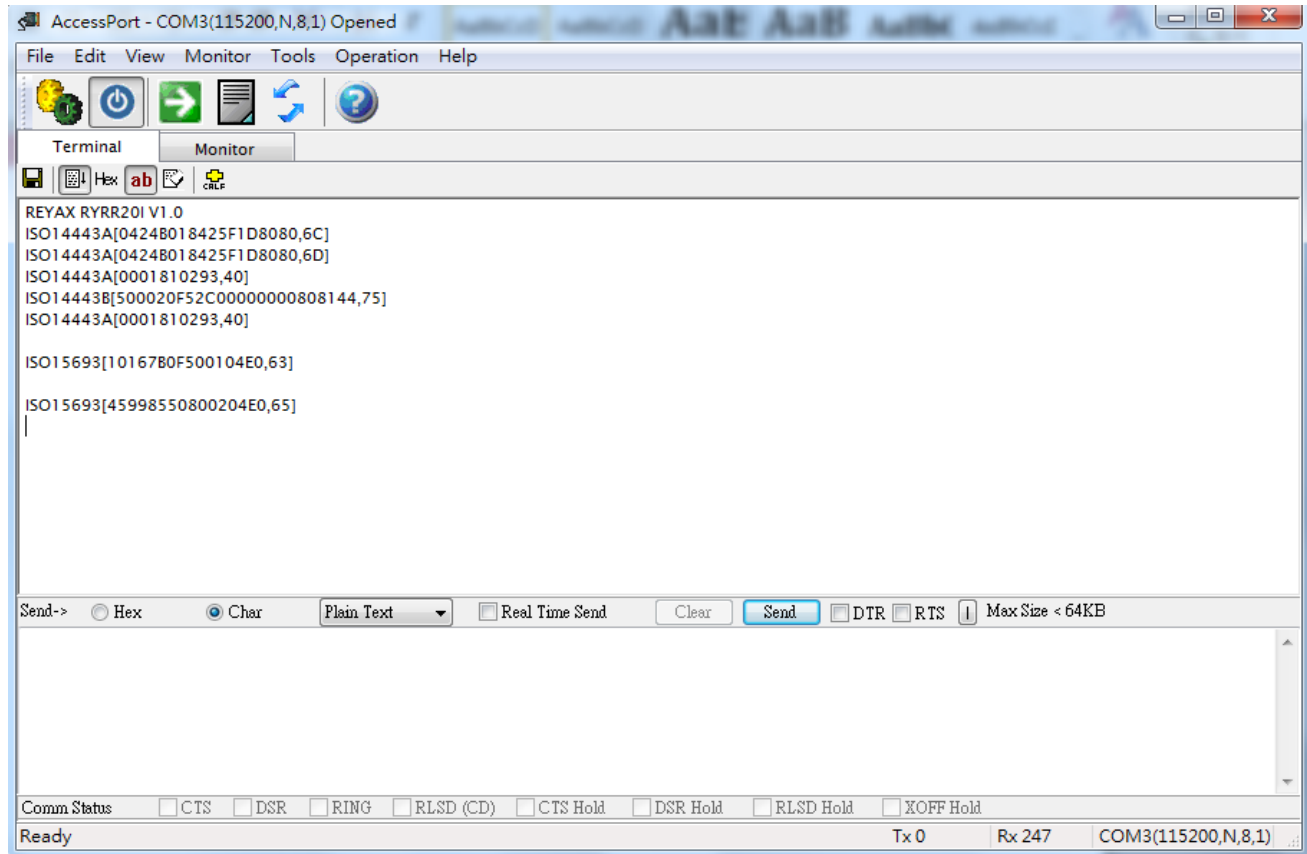 AccessPort - COM3(115200,N,8,1) Opened
File Edit View Monitor Tools Operation Help
Terminal Monitor
Hex ab CRLF
REYAX RYRR20I V1.0
ISO14443A[0424B018425F1D8080,6C]
ISO14443A[0424B018425F1D8080,6D]
ISO14443A[0001810293,40]
ISO14443B[500020F52C00000000808144,75]
ISO14443A[0001810293,40]
ISO15693[10167B0F500104E0,63]
ISO15693[45998550800204E0,65]
Send-> Hex Char Plain Text Real Time Send Clear Send DTR RTS Max Size < 64KB
Comm Status CTS DSR RING RLSD (CD) CTS Hold DSR Hold RLSD Hold XOFF Hold
Ready Tx 0 Rx 247 COM3(115200,N,8,1)